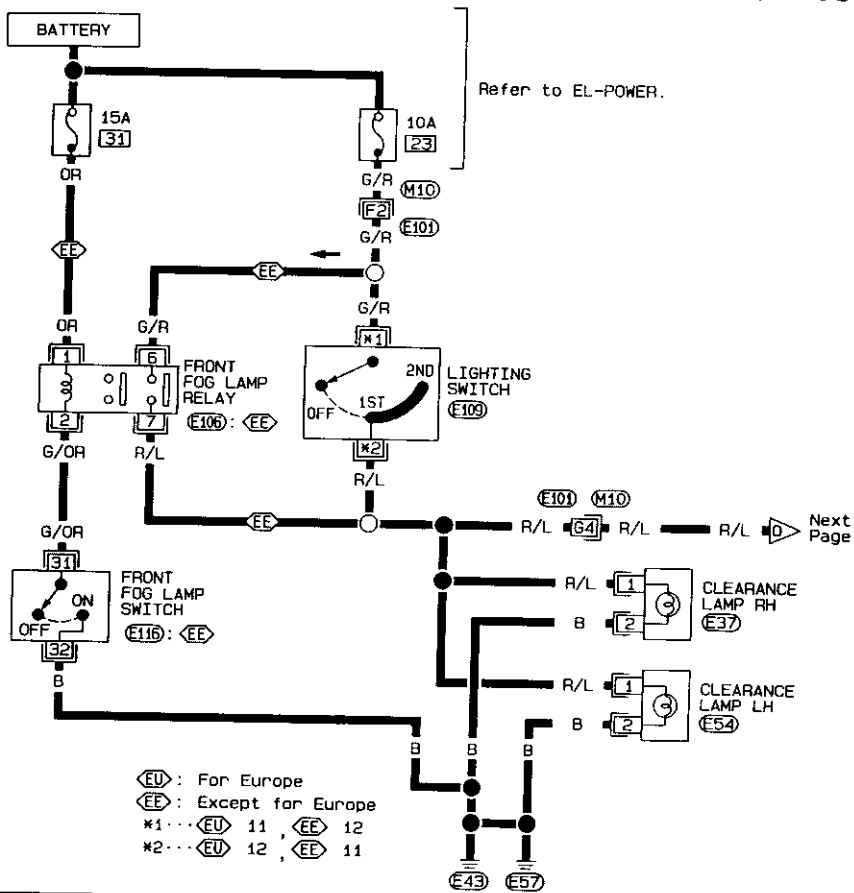 BATTERY
Refer to EL-POWER.
15A
31
10A
23
OR
G/R
M10
F2
E101
G/R
EE
EE
OR
G/R
G/R
1
6
*1
FRONT
FOG LAMP
RELAY
E106 : EE
2ND
1ST
OFF
LIGHTING
SWITCH
E109
2
7
*2
G/OR
R/L
R/L
E101
M10
EE
R/L
G4
R/L
R/L
D
Next
Page
G/OR
31
FRONT
FOG LAMP
SWITCH
E116 : EE
ON
OFF
32
B
R/L
1
B
2
CLEARANCE
LAMP RH
E37
R/L
1
B
2
CLEARANCE
LAMP LH
E54
B
B
B
EU : For Europe
EE : Except for Europe
*1··· EU 11 , EE 12
*2··· EU 12 , EE 11
E43
E57